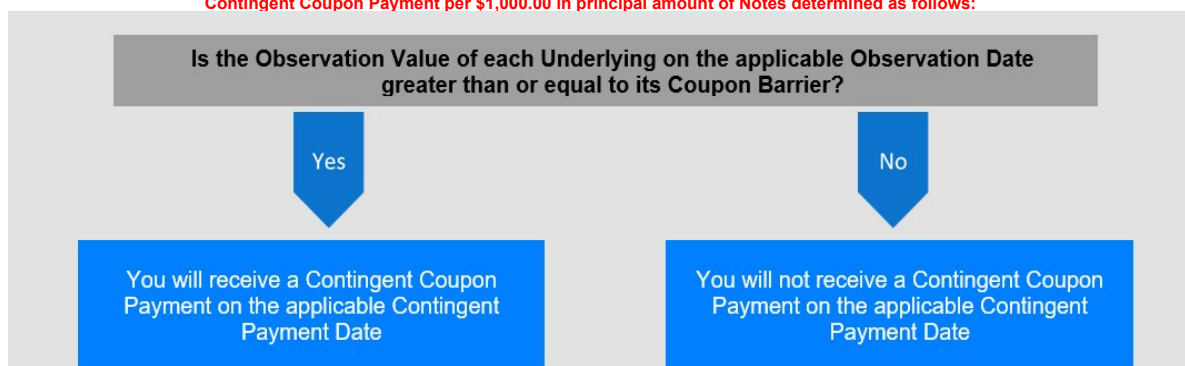 Contingent Coupon Payment per $1,000.00 in principal amount of Notes determined as follows:
Is the Observation Value of each Underlying on the applicable Observation Date
greater than or equal to its Coupon Barrier?
Yes
No
You will receive a Contingent Coupon
Payment on the applicable Contingent
Payment Date
You will not receive a Contingent Coupon
Payment on the applicable Contingent
Payment Date